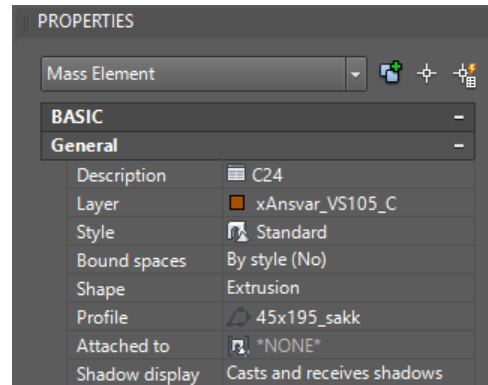 PROPERTIES
Mass Element
BASIC
General
Description C24
Layer xAnsvar_VS105_C
Style Standard
Bound spaces By style (No)
Shape Extrusion
Profile 45x195_sakk
Attached to *NONE*
Shadow display Casts and receives shadows